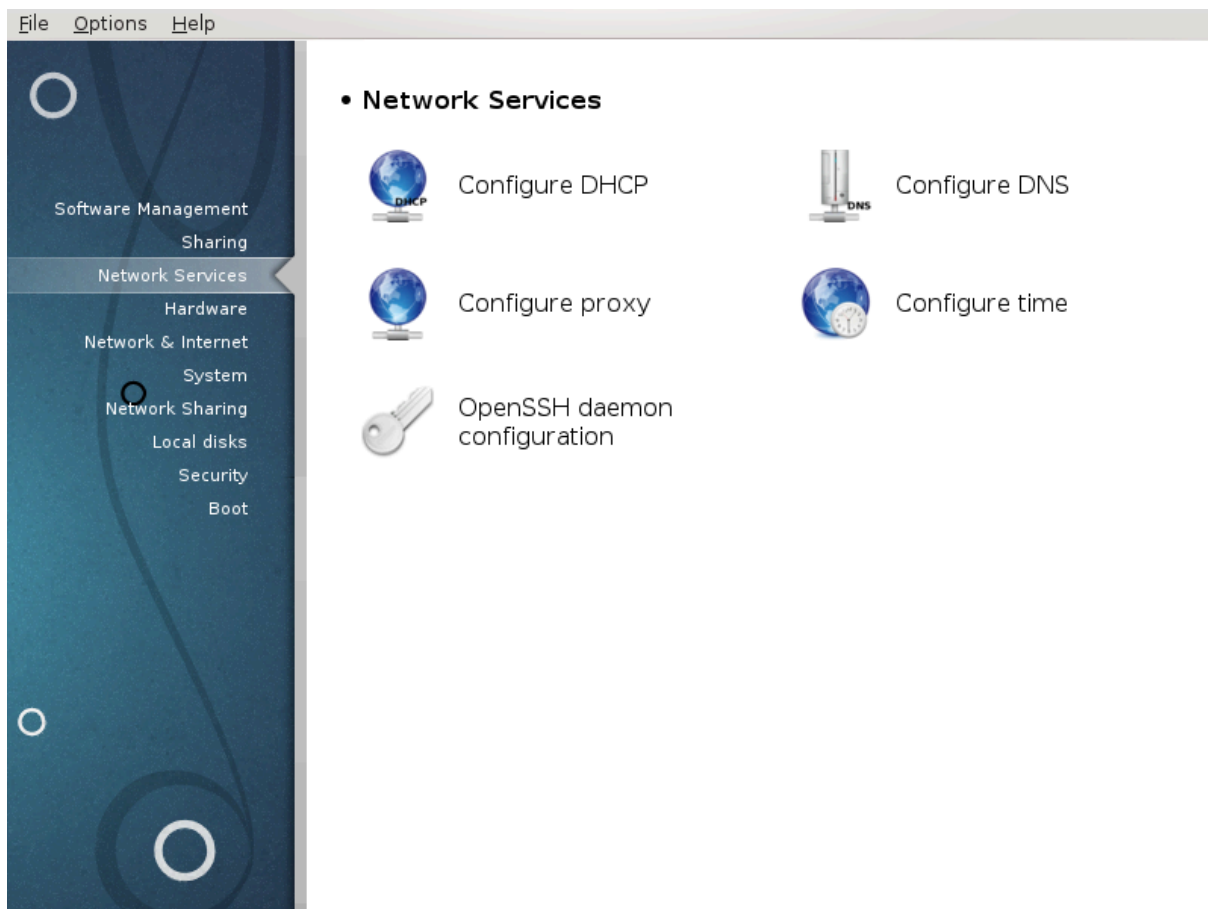 File Options Help
Software Management
Sharing
Network Services
Hardware
Network & Internet
System
Network Sharing
Local disks
Security
Boot
• Network Services
DHCP
Configure DHCP
DNS
Configure DNS
Configure proxy
Configure time
OpenSSH daemon
configuration